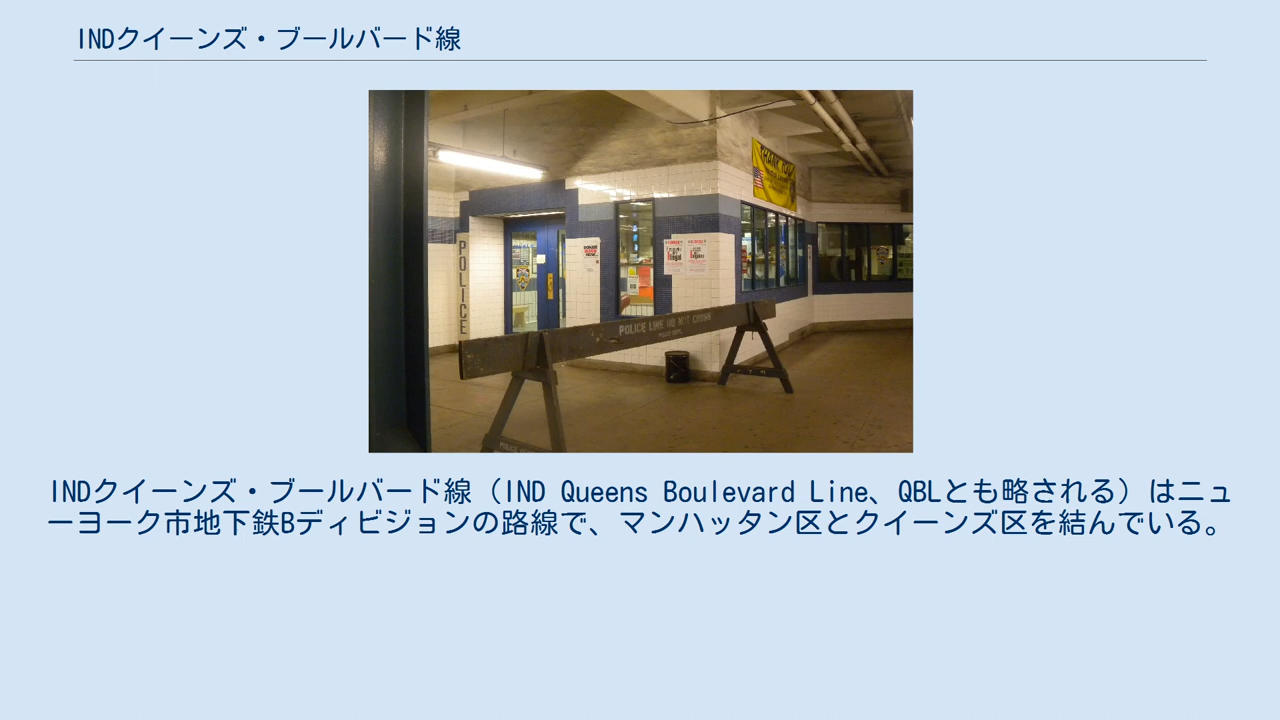 INDクイーンズ・ブールバード線
THANK YOU
POLICE
POLICE LINE DO NOT CROSS
POLICE DEPT.
INDクイーンズ・ブールバード線（IND Queens Boulevard Line、QBLとも略される）はニュ
ーヨーク市地下鉄Bディビジョンの路線で、マンハッタン区とクイーンズ区を結んでいる。